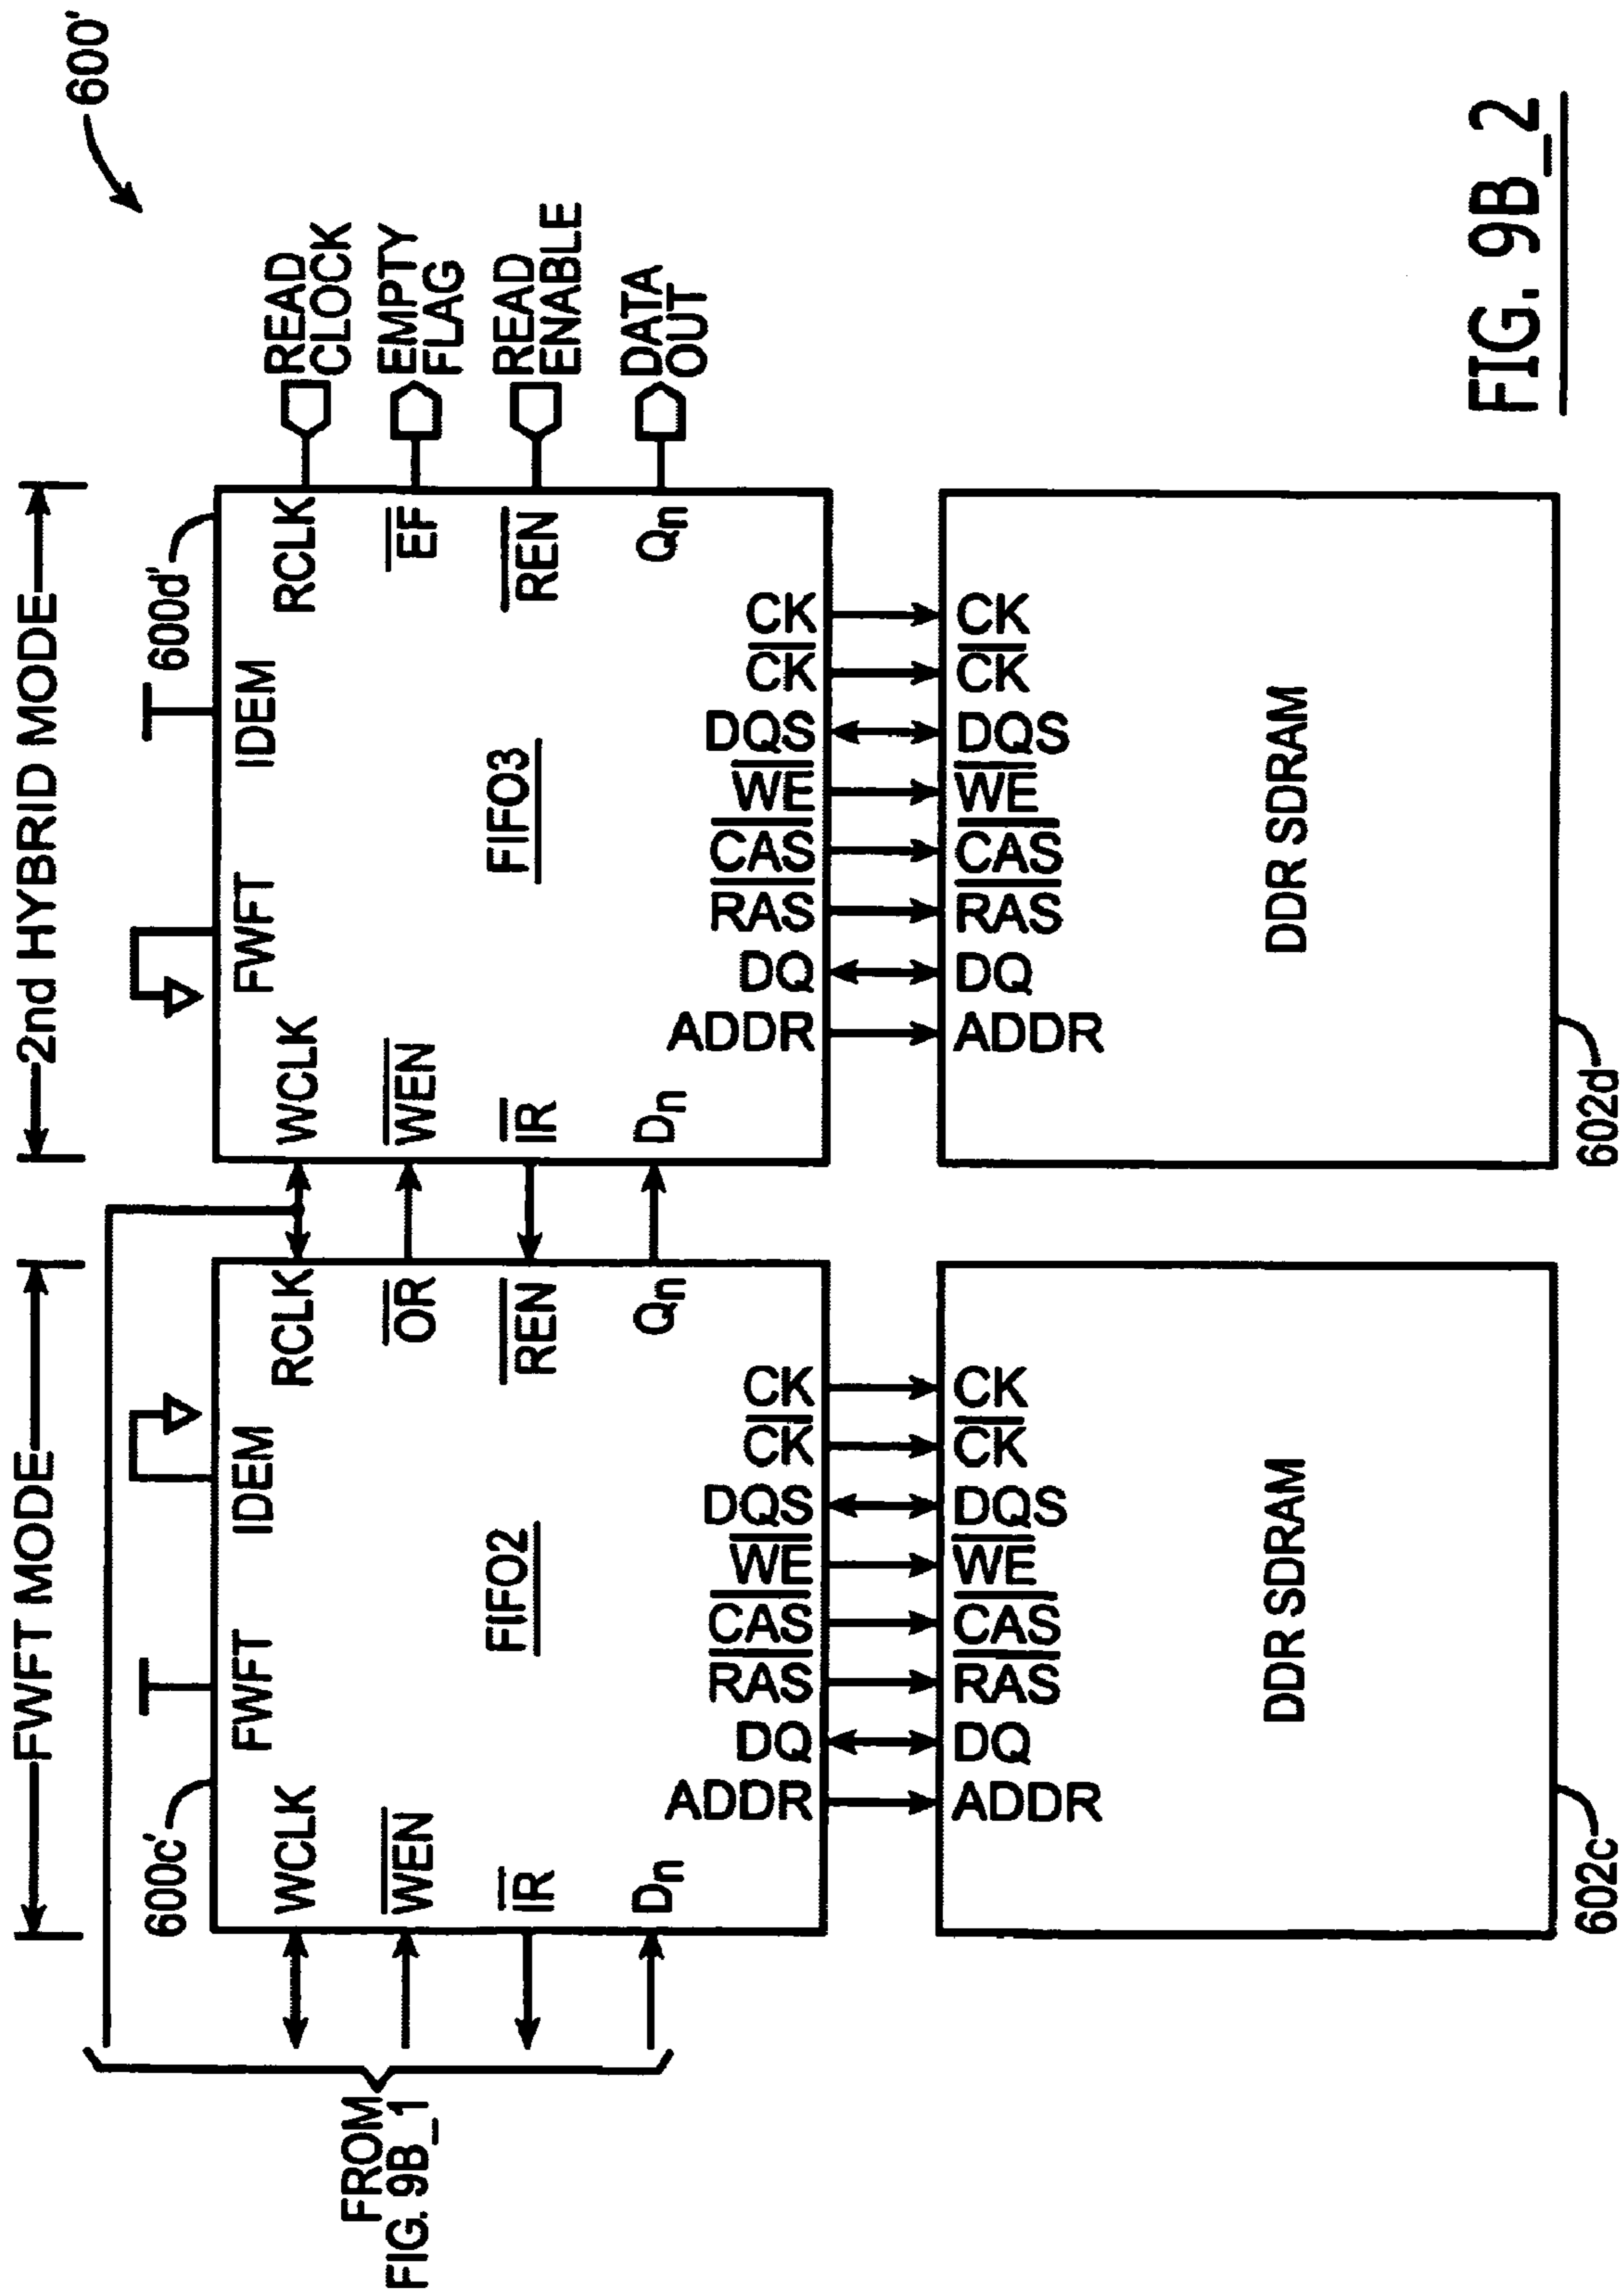 600'
FWFT MODE
2nd HYBRID MODE
600c'
600d'
FWFT
IDEM
FWFT
IDEM
WCLK
RCLK
WCLK
RCLK
READ
CLOCK
WEN
OR
WEN
EF
EMPTY
FLAG
FIFO2
FIFO3
IR
REN
IR
REN
READ
ENABLE
Dn
Qn
Dn
Qn
DATA
OUT
FROM
FIG. 9B_1
ADDR
DQ
RAS
CAS
WE
DQS
CK
CK
ADDR
DQ
RAS
CAS
WE
DQS
CK
CK
ADDR
DQ
RAS
CAS
WE
DQS
CK
CK
ADDR
DQ
RAS
CAS
WE
DQS
CK
CK
DDR SDRAM
DDR SDRAM
602c
602d
FIG. 9B_2